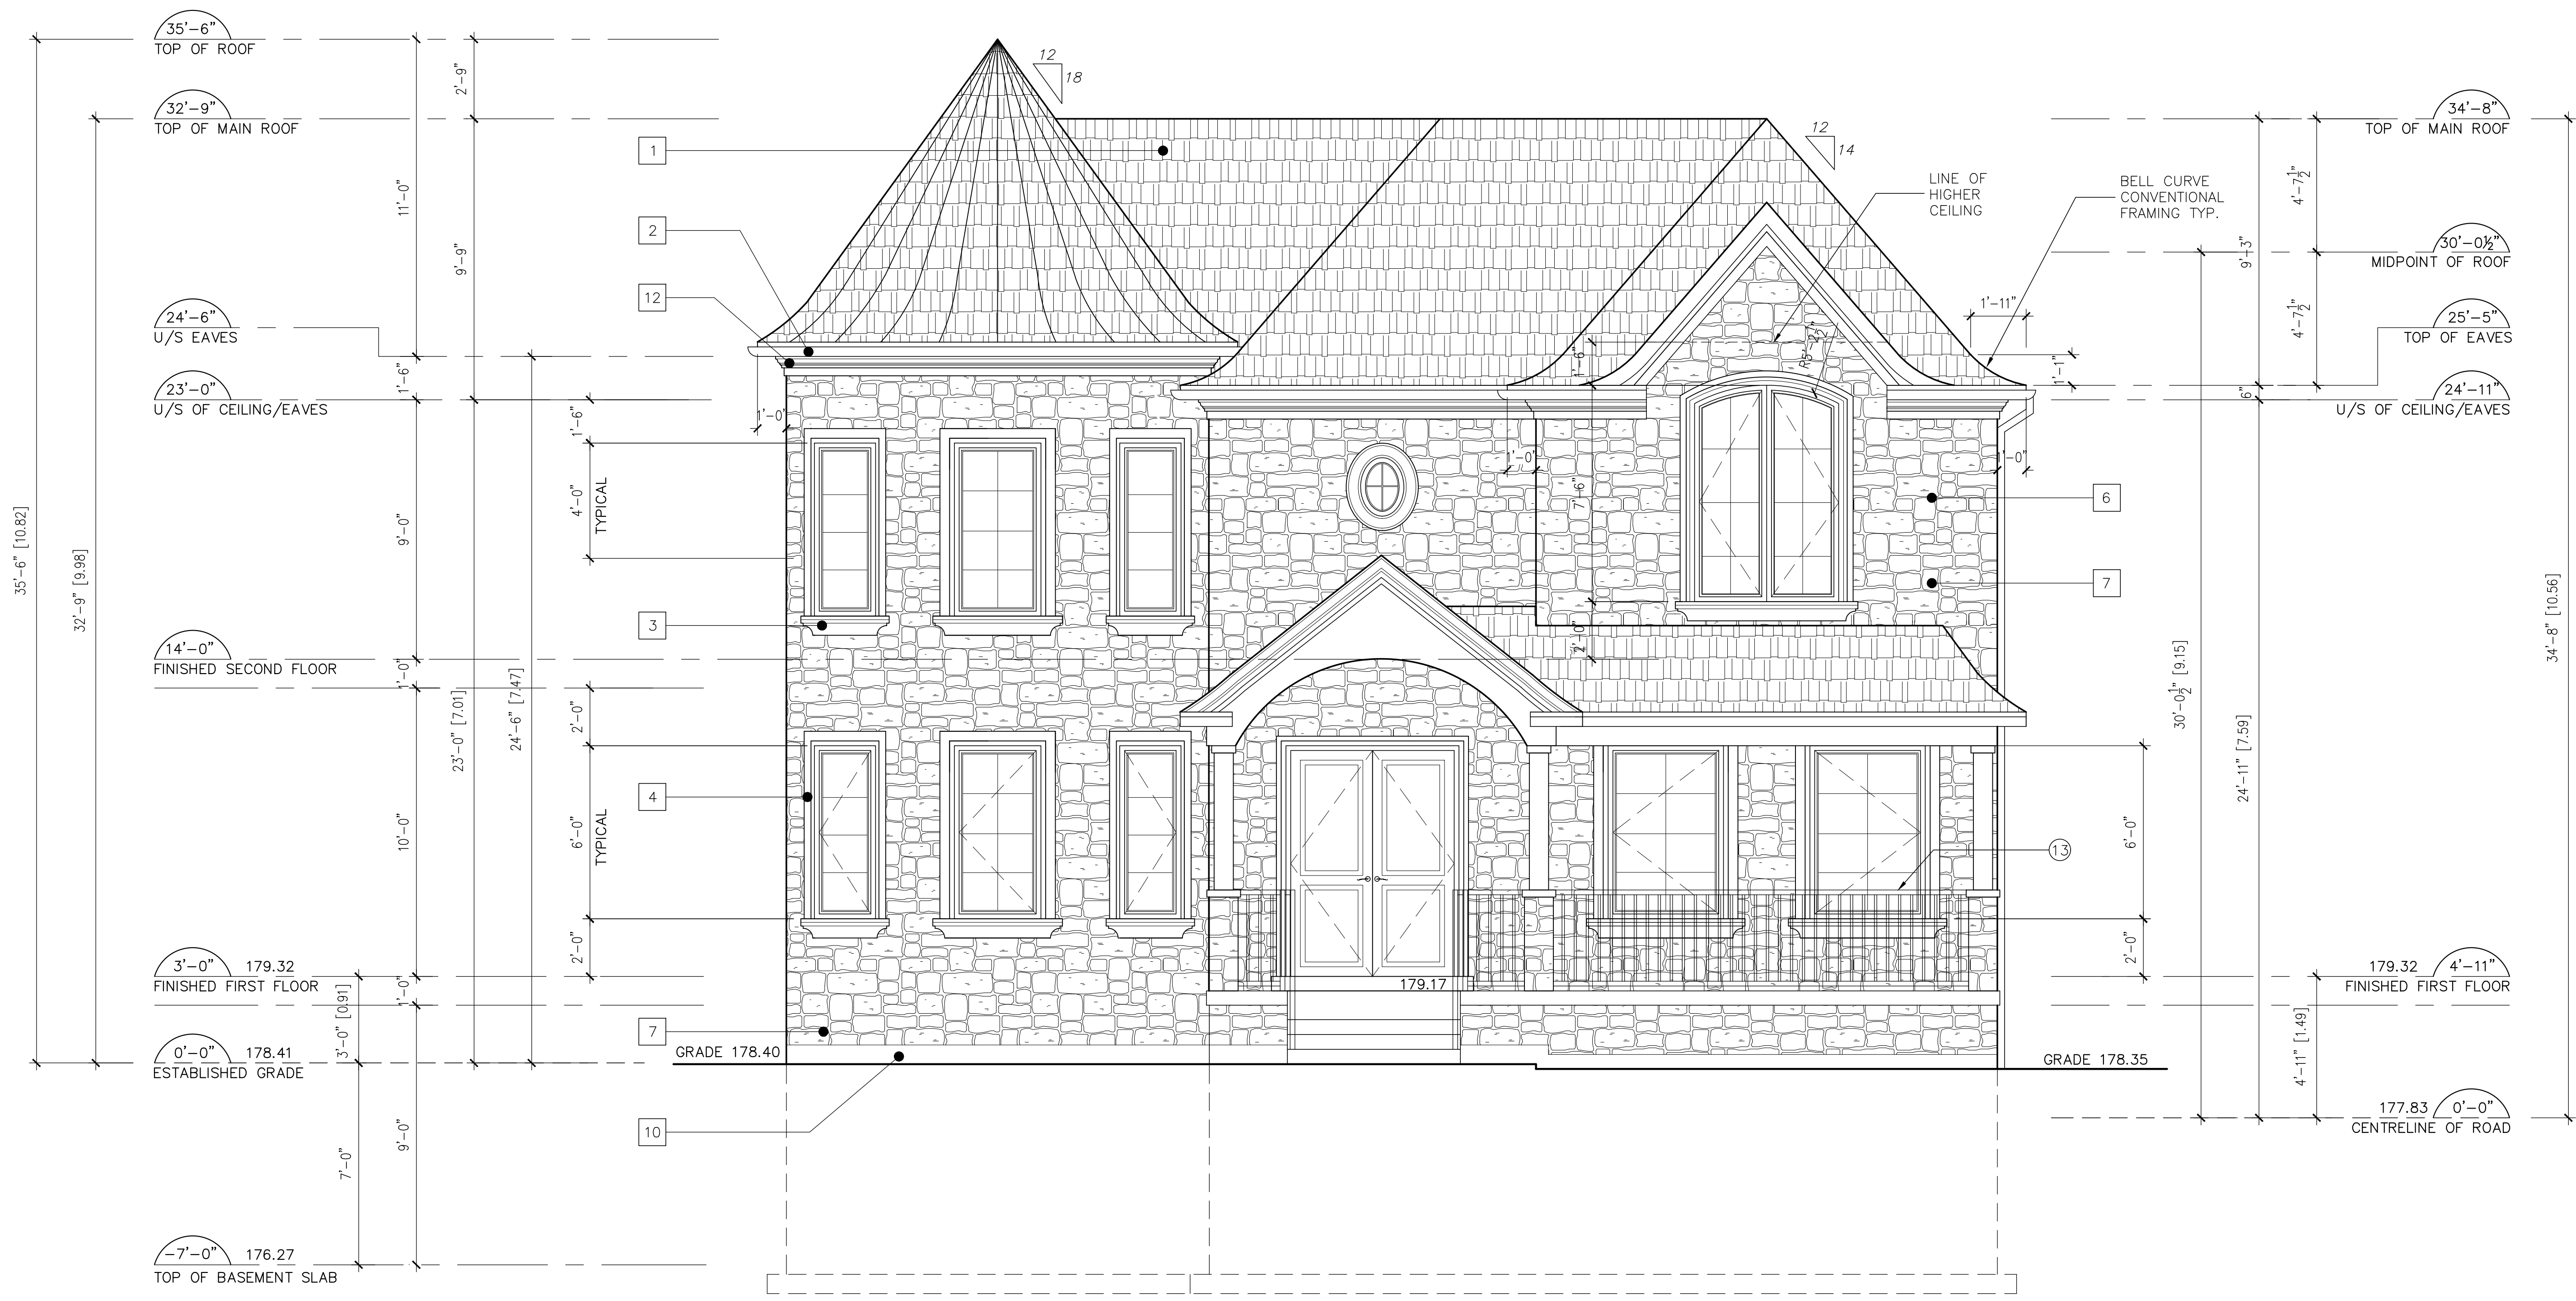 35'-6"
TOP OF ROOF
32'-9"
TOP OF MAIN ROOF
24'-6"
U/S EAVES
23'-0"
U/S OF CEILING/EAVES
14'-0"
FINISHED SECOND FLOOR
3'-0" 179.32
FINISHED FIRST FLOOR
0'-0" 178.41
ESTABLISHED GRADE
-7'-0" 176.27
TOP OF BASEMENT SLAB
35'-6" [10.82]
32'-9" [9.98]
3'-0" [0.91]
7'-0"
11'-0"
1'-6"
9'-0"
1'-0"
10'-0"
1'-0"
9'-0"
2'-9"
9'-9"
23'-0" [7.01]
24'-6" [7.47]
1'-6"
4'-0"
TYPICAL
2'-0"
6'-0"
TYPICAL
2'-0"
1
2
12
3
4
7
10
GRADE 178.40
12
18
1'-0"
12
14
LINE OF
HIGHER
CEILING
BELL CURVE
CONVENTIONAL
FRAMING TYP.
1'-11"
1'-1"
1'-6"
R5'-2½"
1'-0"
1'-0"
7'-6"
2'-0"
6
7
13
179.17
6'-0"
2'-0"
GRADE 178.35
30'-0½" [9.15]
9'-3"
6"
24'-11" [7.59]
4'-7½"
4'-7½"
4'-11" [1.49]
34'-8"
TOP OF MAIN ROOF
30'-0½"
MIDPOINT OF ROOF
25'-5"
TOP OF EAVES
24'-11"
U/S OF CEILING/EAVES
179.32 4'-11"
FINISHED FIRST FLOOR
177.83 0'-0"
CENTRELINE OF ROAD
34'-8" [10.56]